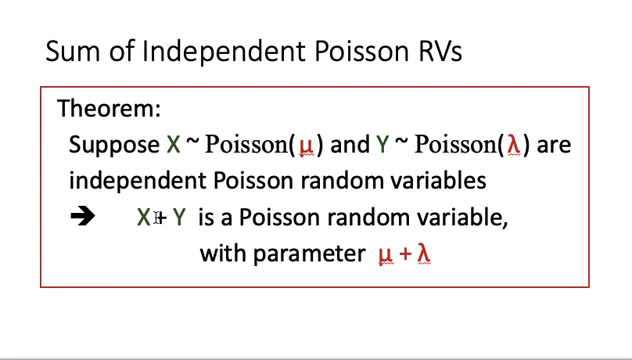 Sum of Independent Poisson RVs
Theorem:
Suppose X ~ Poisson(μ) and Y ~ Poisson(λ) are
independent Poisson random variables
➔ X + Y is a Poisson random variable,
with parameter μ + λ